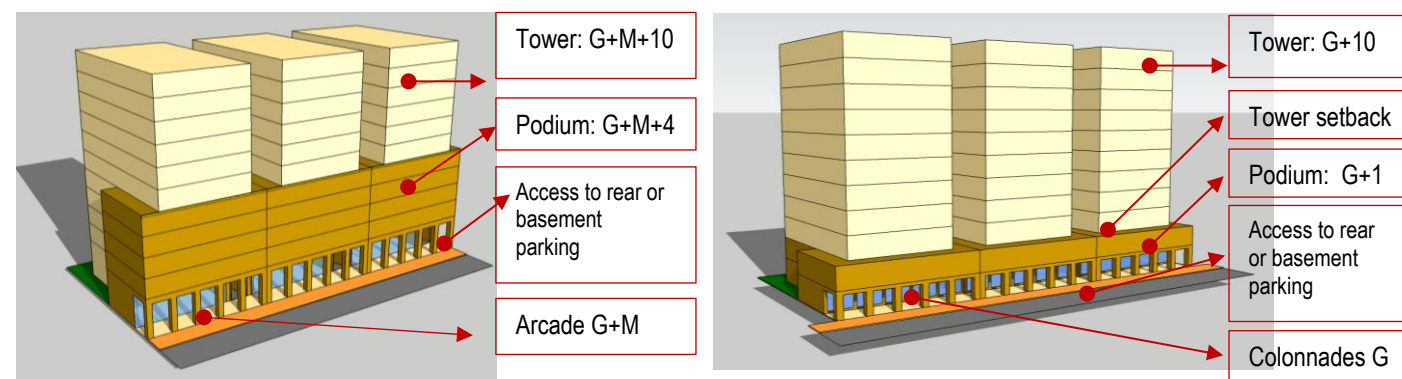 Tower: G+M+10
Podium: G+M+4
Access to rear or
basement
parking
Arcade G+M
Tower: G+10
Tower setback
Podium: G+1
Access to rear
or basement
parking
Colonnades G